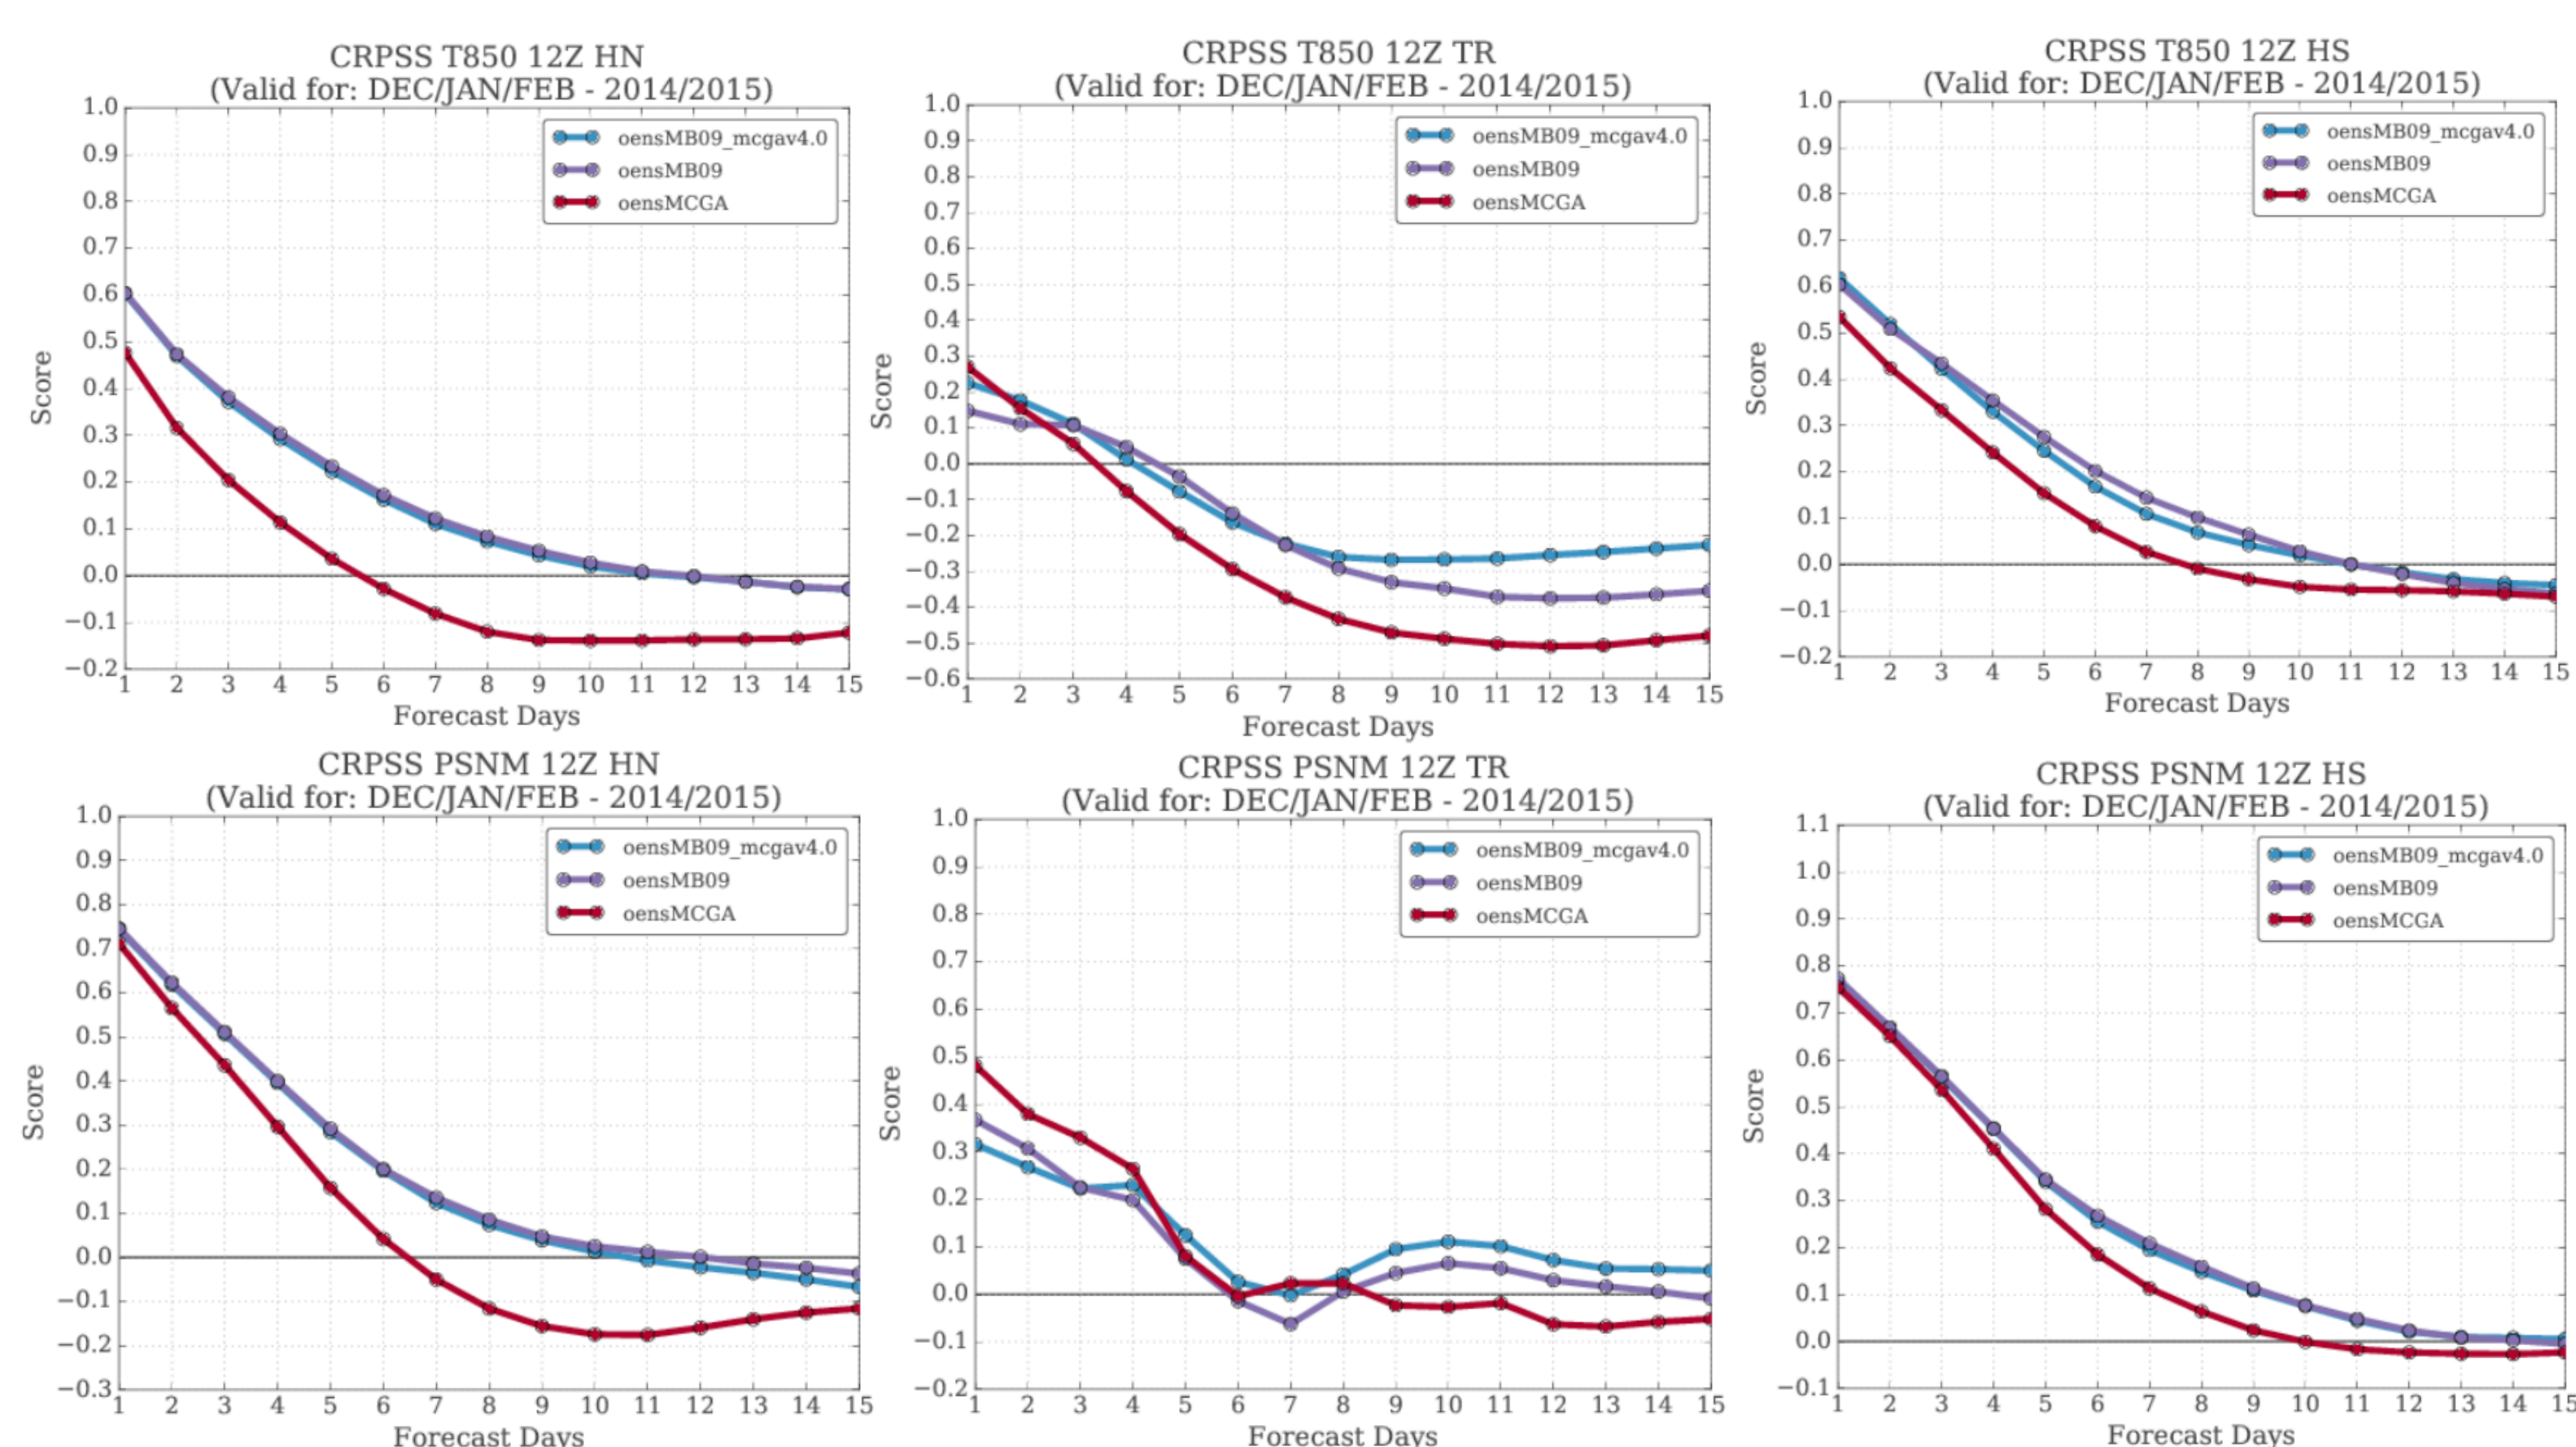 CRPSS T850 12Z HN
(Valid for: DEC/JAN/FEB - 2014/2015)
1.0
0.9
0.8
0.7
0.6
0.5
0.4
0.3
0.2
0.1
0.0
−0.1
−0.2
Score
oensMB09_mcgav4.0
oensMB09
oensMCGA
1 2 3 4 5 6 7 8 9 10 11 12 13 14 15
Forecast Days
CRPSS T850 12Z TR
(Valid for: DEC/JAN/FEB - 2014/2015)
1.0
0.9
0.8
0.7
0.6
0.5
0.4
0.3
0.2
0.1
0.0
−0.1
−0.2
−0.3
−0.4
−0.5
−0.6
Score
oensMB09_mcgav4.0
oensMB09
oensMCGA
1 2 3 4 5 6 7 8 9 10 11 12 13 14 15
Forecast Days
CRPSS T850 12Z HS
(Valid for: DEC/JAN/FEB - 2014/2015)
1.0
0.9
0.8
0.7
0.6
0.5
0.4
0.3
0.2
0.1
0.0
−0.1
−0.2
Score
oensMB09_mcgav4.0
oensMB09
oensMCGA
1 2 3 4 5 6 7 8 9 10 11 12 13 14 15
Forecast Days
CRPSS PSNM 12Z HN
(Valid for: DEC/JAN/FEB - 2014/2015)
1.0
0.9
0.8
0.7
0.6
0.5
0.4
0.3
0.2
0.1
0.0
−0.1
−0.2
−0.3
Score
oensMB09_mcgav4.0
oensMB09
oensMCGA
1 2 3 4 5 6 7 8 9 10 11 12 13 14 15
Forecast Days
CRPSS PSNM 12Z TR
(Valid for: DEC/JAN/FEB - 2014/2015)
1.0
0.9
0.8
0.7
0.6
0.5
0.4
0.3
0.2
0.1
0.0
−0.1
−0.2
Score
oensMB09_mcgav4.0
oensMB09
oensMCGA
1 2 3 4 5 6 7 8 9 10 11 12 13 14 15
Forecast Days
CRPSS PSNM 12Z HS
(Valid for: DEC/JAN/FEB - 2014/2015)
1.1
1.0
0.9
0.8
0.7
0.6
0.5
0.4
0.3
0.2
0.1
0.0
−0.1
Score
oensMB09_mcgav4.0
oensMB09
oensMCGA
1 2 3 4 5 6 7 8 9 10 11 12 13 14 15
Forecast Days